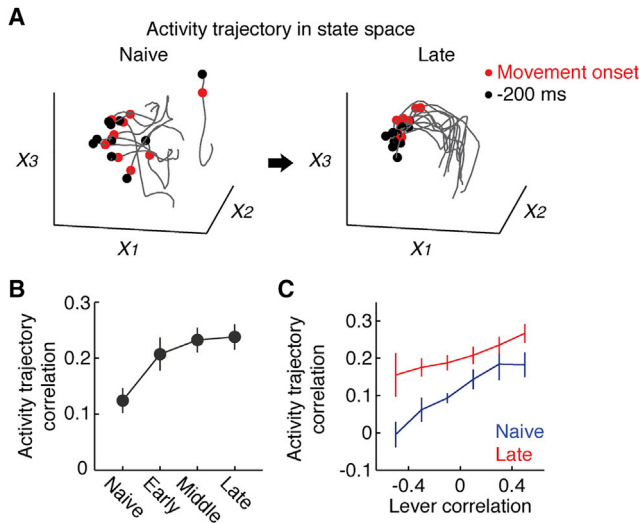 A
Activity trajectory in state space
Naive
Late
Movement onset
-200 ms
X3
X2
X1
X3
X2
X1
B
Activity trajectory
correlation
0.3
0.2
0.1
0
Naive
Early
Middle
Late
C
Activity trajectory
correlation
0.3
0.2
0.1
0
-0.1
Naive
Late
-0.4
0
0.4
Lever correlation